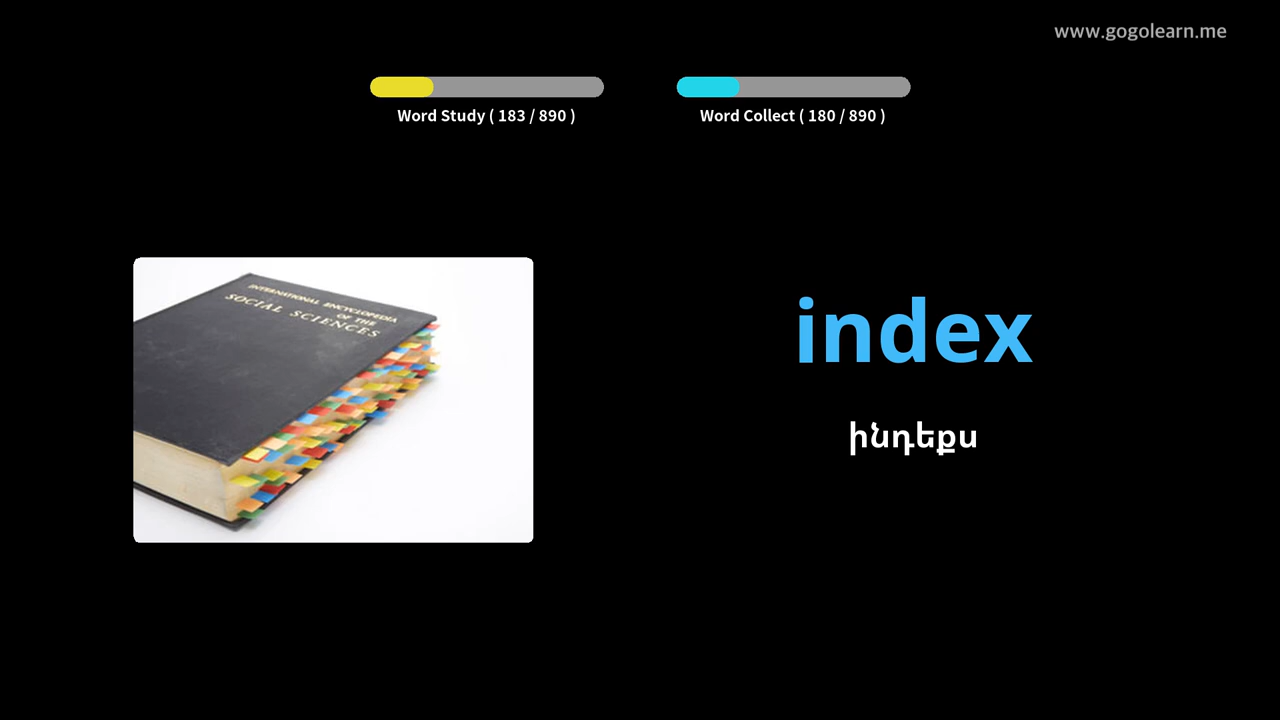 www.gogolearn.me
Word Study ( 183 / 890 )
Word Collect ( 180 / 890 )
INTERNATIONAL ENCYCLOPEDIA
OF THE
SOCIAL SCIENCES
index
ինդեքս